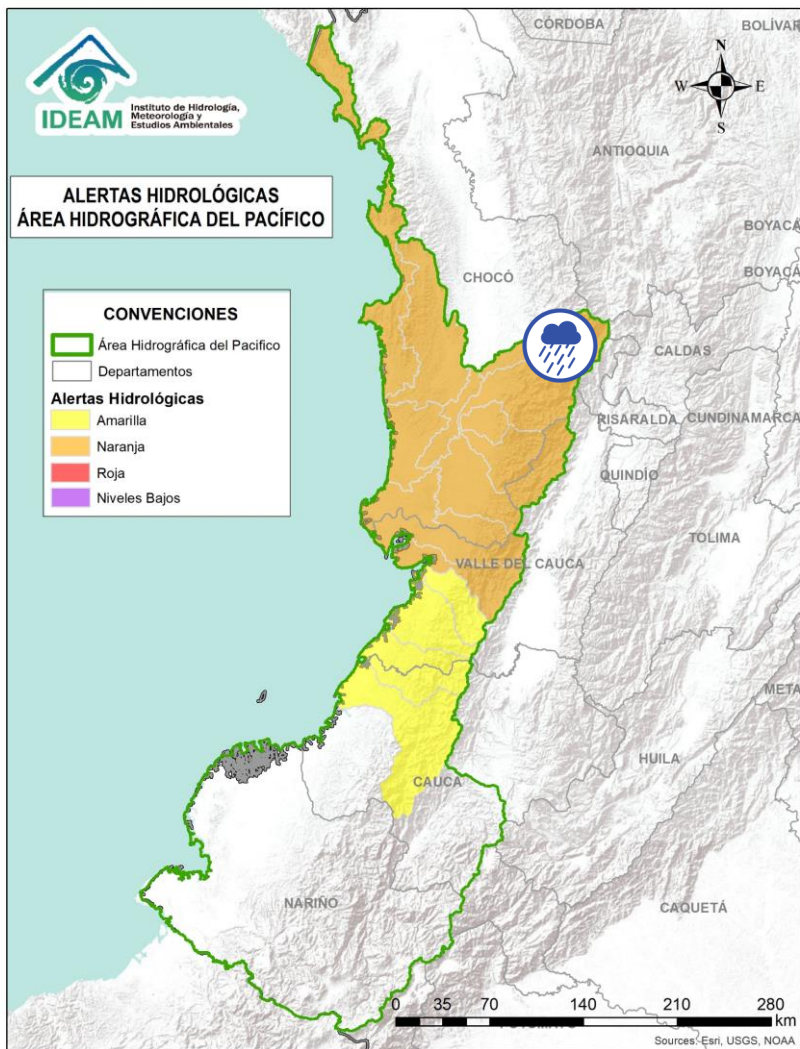 CÓRDOBA
BOLÍVAR
N
W
E
S
IDEAM
Instituto de Hidrología,
Meteorología y
Estudios Ambientales
ANTIOQUIA
ALERTAS HIDROLÓGICAS
ÁREA HIDROGRÁFICA DEL PACÍFICO
BOYACÁ
BOYACÁ
CHOCÓ
CONVENCIONES
Área Hidrográfica del Pacifico
Departamentos
Alertas Hidrológicas
Amarilla
Naranja
Roja
Niveles Bajos
CALDAS
RISARALDA
CUNDINAMARCA
QUINDÍO
TOLIMA
VALLE DEL CAUCA
META
HUILA
CAUCA
NARIÑO
CAQUETÁ
0 35 70 140 210 280
km
Sources: Esri, USGS, NOAA